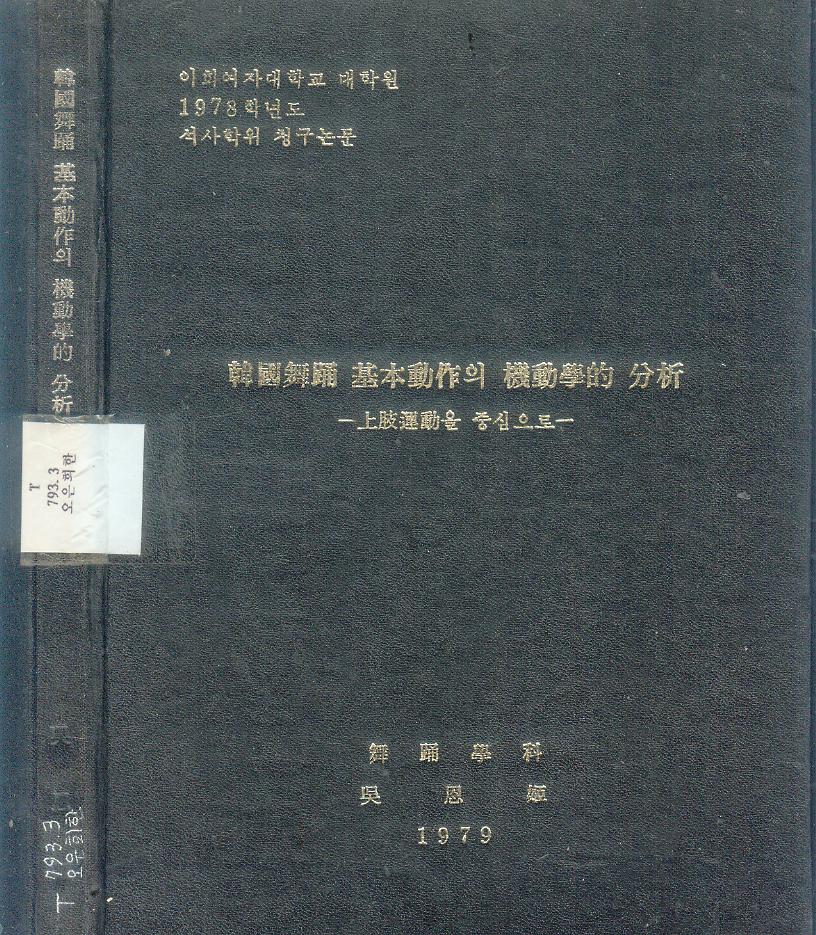 이화여자대학교 대학원
1978학년도
석사학위 청구논문
韓國舞踊 基本動作의 機動學的 分析
―上肢運動을 중심으로―
舞踊學科
吳恩姬
1979
韓國舞踊 基本動作의 機動學的 分析
T
793.3
오은희한
T 793.3
오은희한